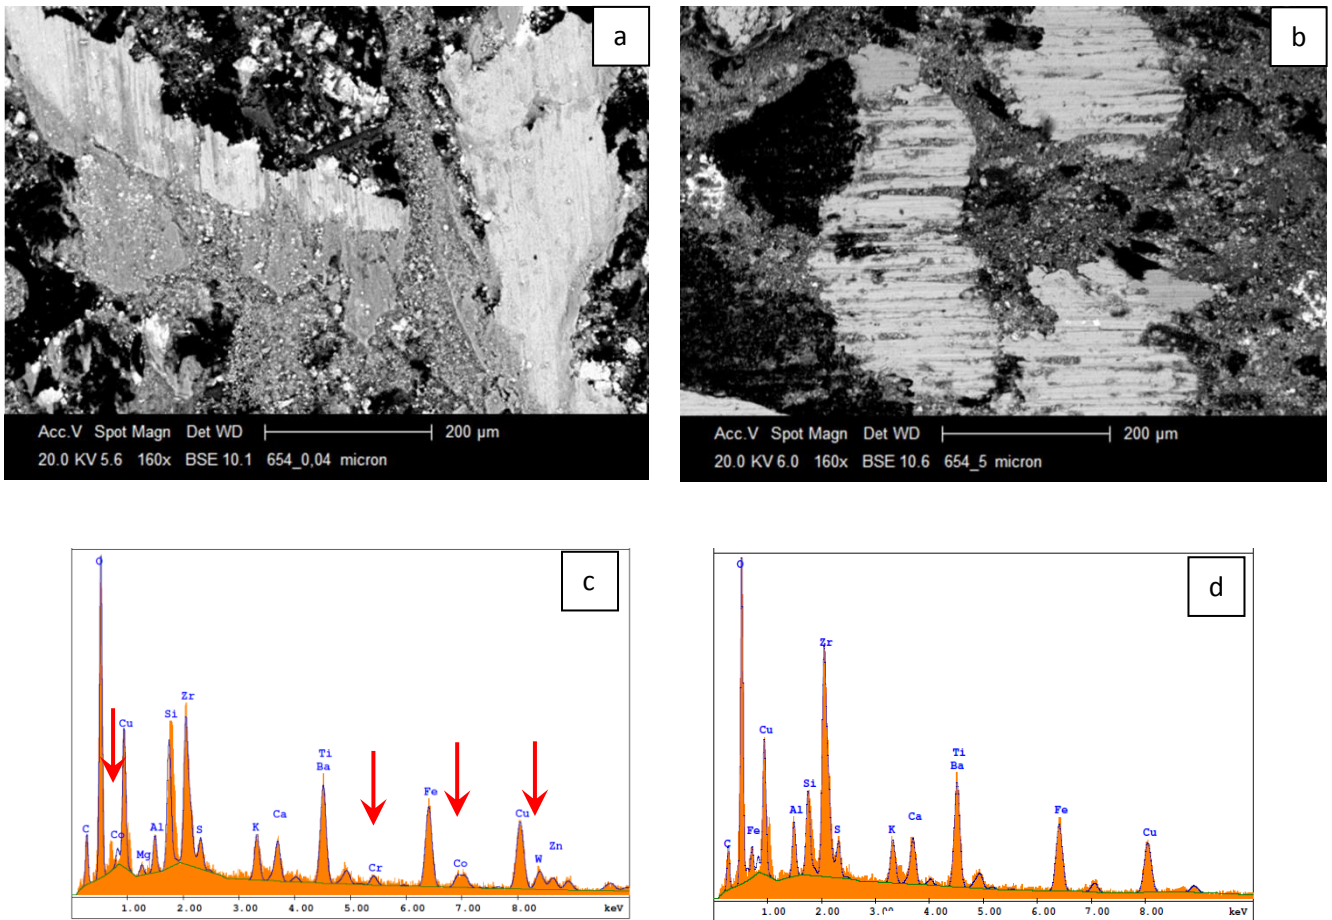 a
Acc.V Spot Magn Det WD 200 µm
20.0 KV 5.6 160x BSE 10.1 654_0,04 micron
b
Acc.V Spot Magn Det WD 200 µm
20.0 KV 6.0 160x BSE 10.6 654_5 micron
c
O
Zr
Cu
Si
Ti
Ba
Fe
Ca
Cu
C
Co
Al
S
K
Zn
Mg
Cr
Co
W
1.00 2.00 3.00 4.00 5.00 6.00 7.00 8.00 keV
d
O
Zr
Cu
Ti
Ba
Si
Al
Fe
Ca
Fe
S
K
Cu
C
1.00 2.00 3.00 4.00 5.00 6.00 7.00 8.00 keV